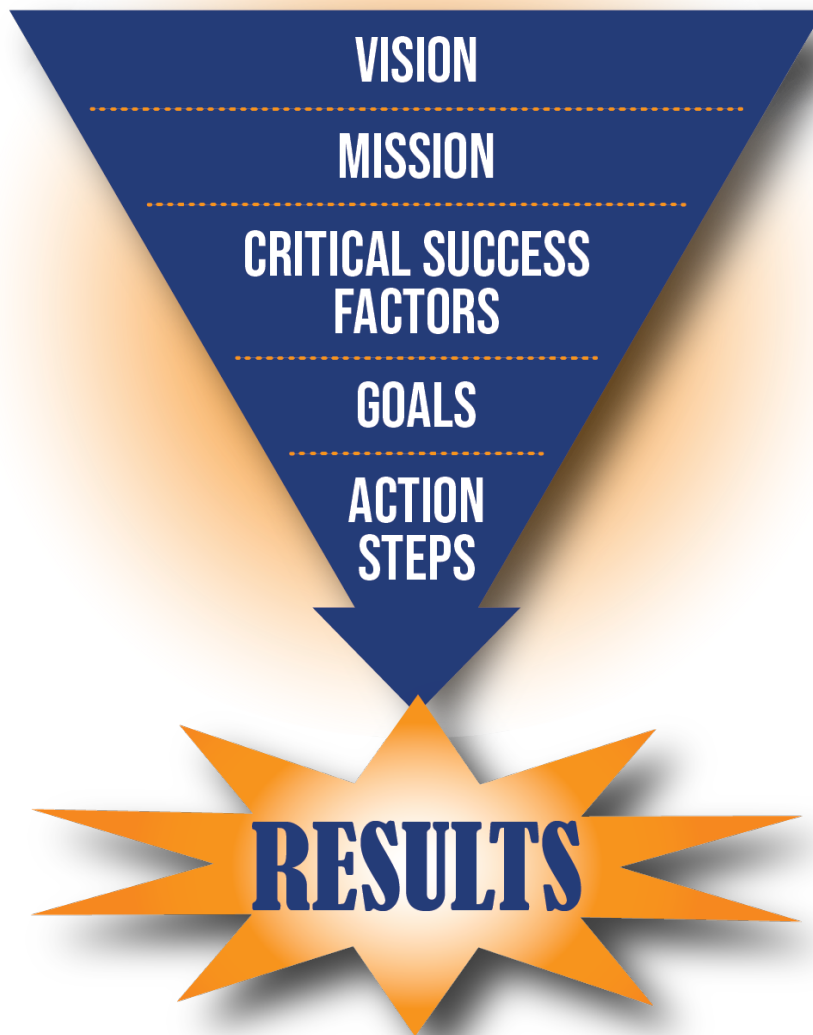 VISION
MISSION
CRITICAL SUCCESS
FACTORS
GOALS
ACTION
STEPS
RESULTS